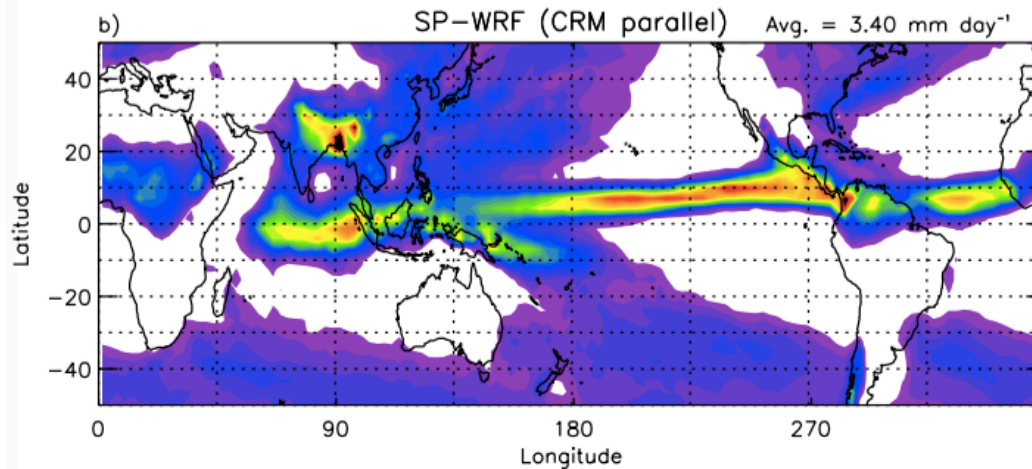 b) SP-WRF (CRM parallel) Avg. = 3.40 mm day⁻¹
40
20
0
−20
−40
Latitude
0 90 180 270
Longitude